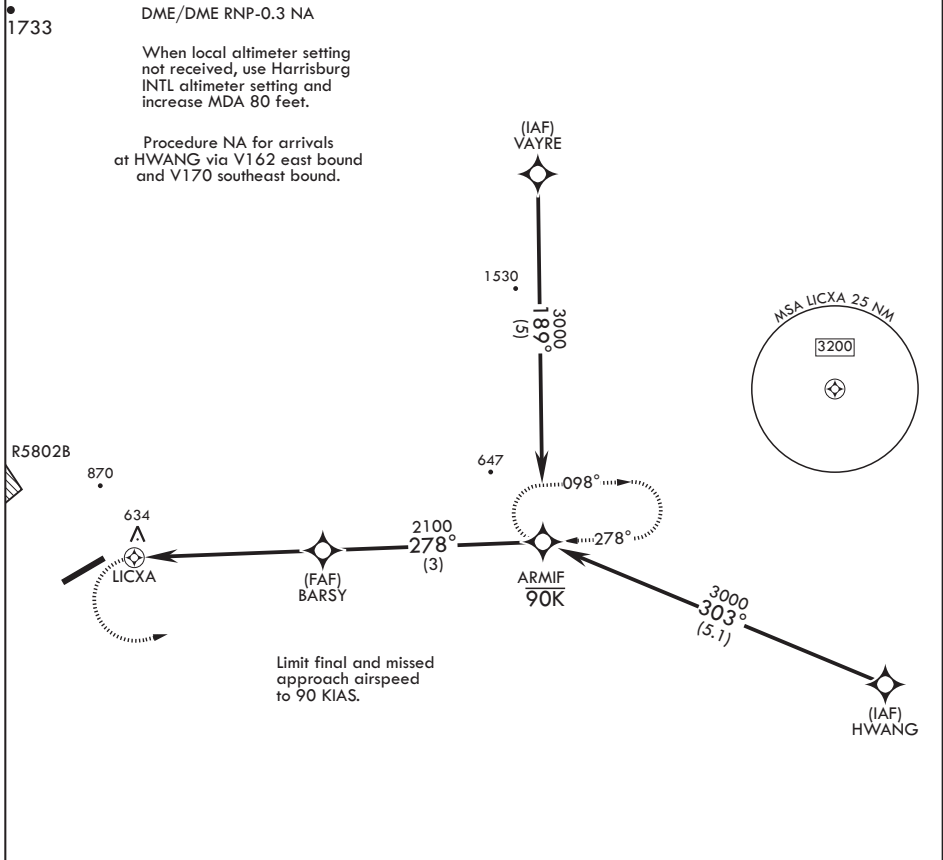 1733
DME/DME RNP-0.3 NA
When local altimeter setting
not received, use Harrisburg
INTL altimeter setting and
increase MDA 80 feet.
Procedure NA for arrivals
at HWANG via V162 east bound
and V170 southeast bound.
(IAF)
VAYRE
1530
3000
189°
(5)
MSA LICXA 25 NM
3200
R5802B
870
647
098°
634
2100
278°
(3)
278°
LICXA
(FAF)
BARSY
ARMIF
90K
3000
303°
(5.1)
Limit final and missed
approach airspeed
to 90 KIAS.
(IAF)
HWANG